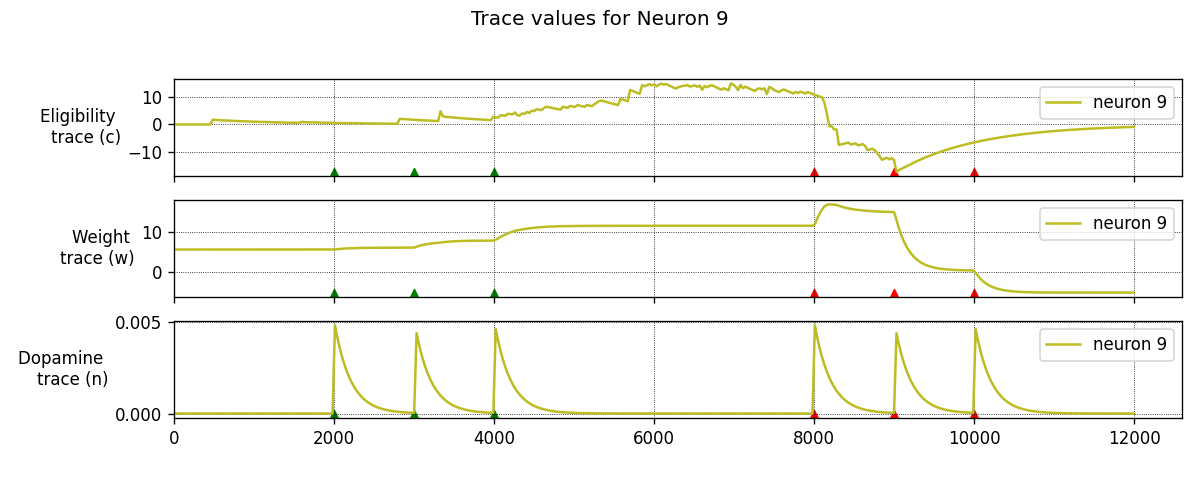 Trace values for Neuron 9
Eligibility
trace (c)
10
0
−10
neuron 9
Weight
trace (w)
10
0
neuron 9
Dopamine
trace (n)
0.005
0.000
neuron 9
0 2000 4000 6000 8000 10000 12000